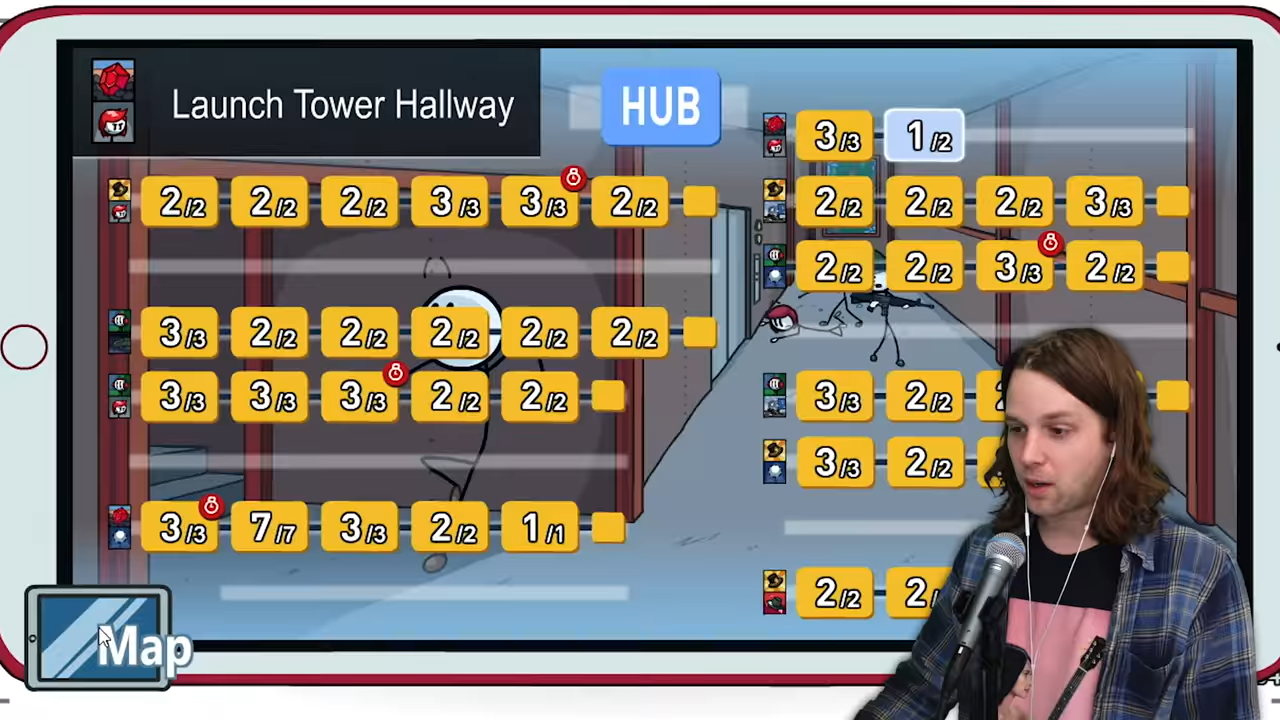 Launch Tower Hallway
HUB
3/3 1/2
2/2 2/2 2/2 3/3 3/3 2/2
2/2 2/2 2/2 3/3
2/2 2/2 3/3 2/2
3/3 2/2 2/2 2/2 2/2 2/2
3/3 3/3 3/3 2/2 2/2
3/3 2/2
3/3 2/2
3/3 7/7 3/3 2/2 1/1
2/2
Map